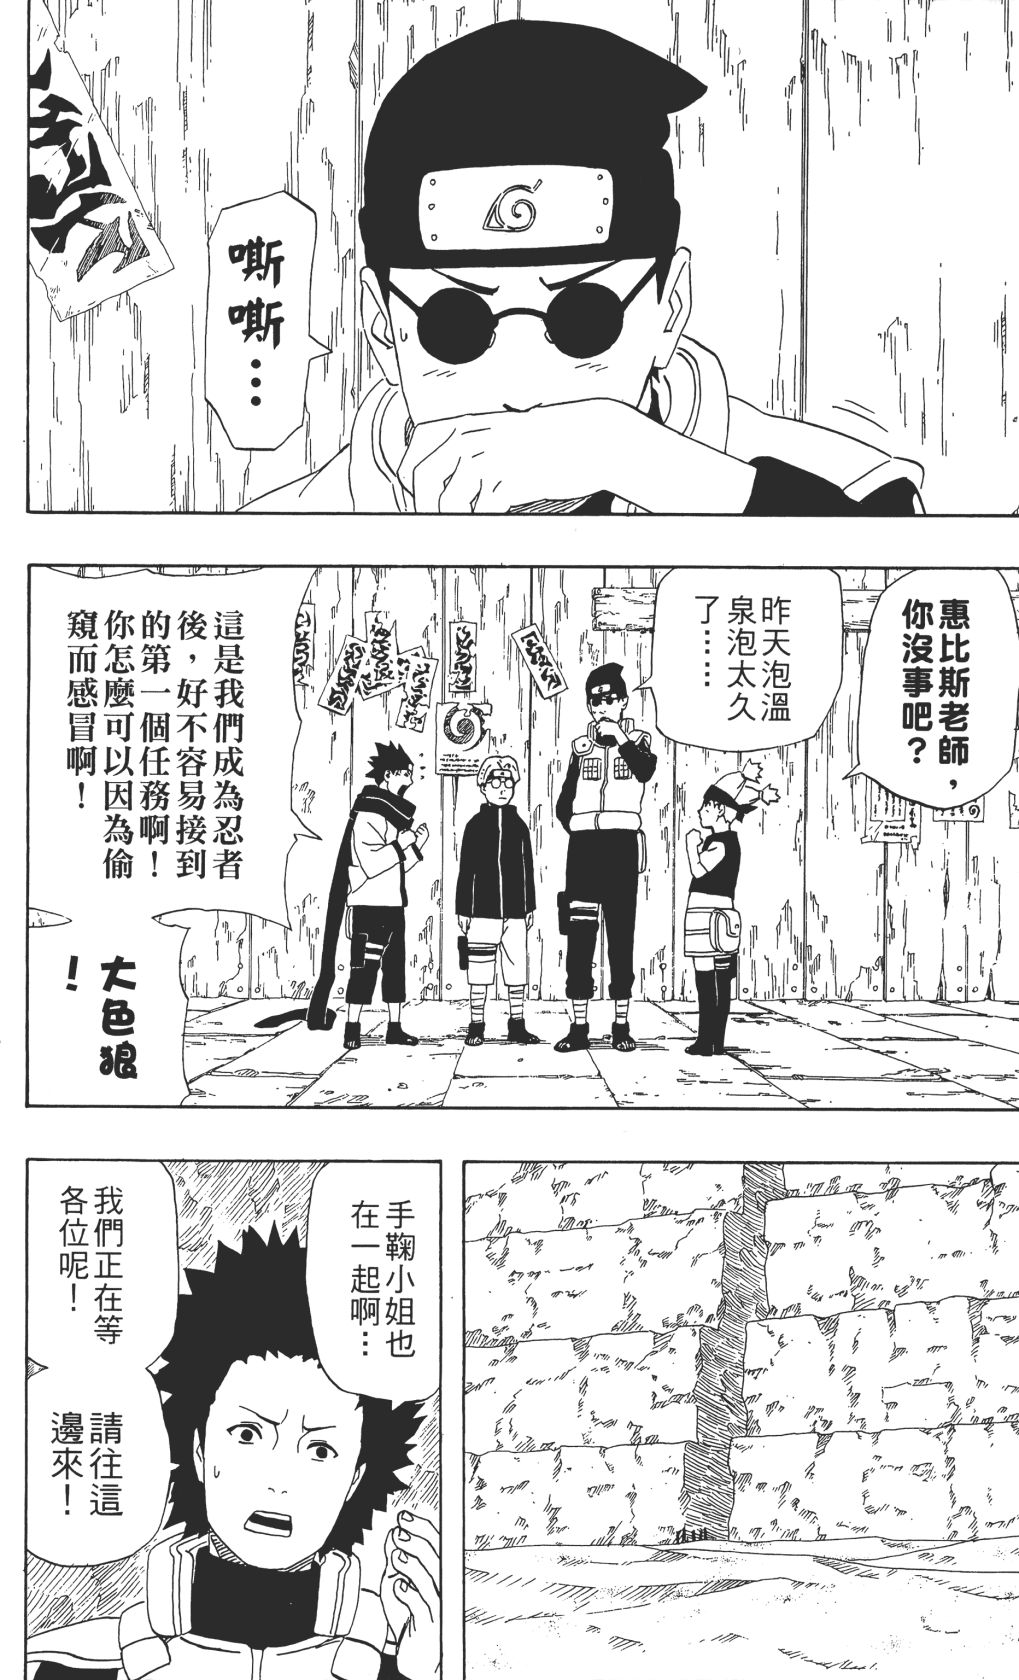 嘶嘶…
惠比斯老師，
你沒事吧？
昨天泡溫
泉泡太久
了……
這是我們成為忍者
後，好不容易接到
的第一個任務啊！
你怎麼可以因為偷
窺而感冒啊！
大色狼
！
手鞠小姐也
在一起啊…
我們正在等
各位呢！
請往這
邊來！